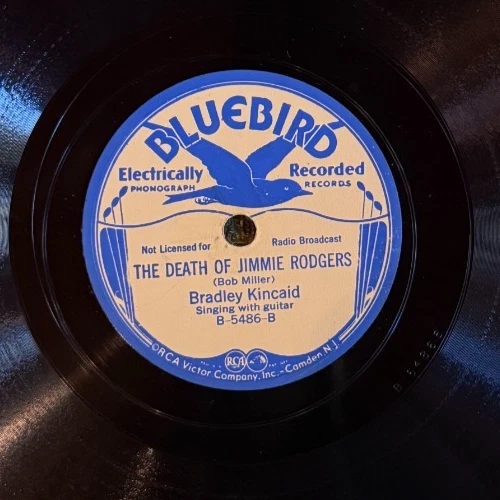 BLUEBIRD
Electrically Recorded
PHONOGRAPH RECORDS
Not Licensed for Radio Broadcast
THE DEATH OF JIMMIE RODGERS
(Bob Miller)
Bradley Kincaid
Singing with guitar
B-5486-B
RCA
©RCA Victor Company, Inc.-Camden, N.J.